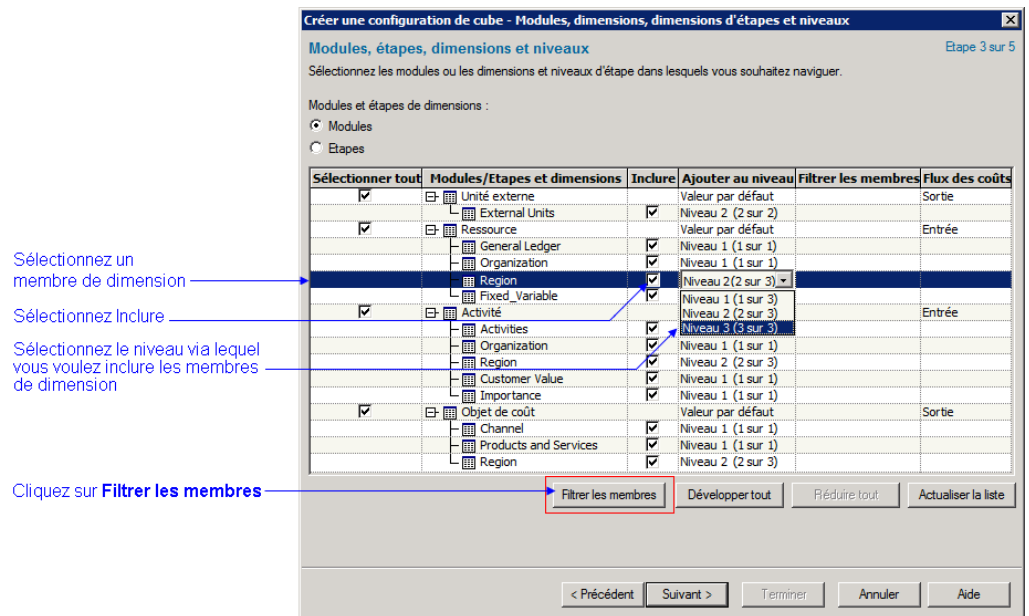 Créer une configuration de cube - Modules, dimensions, dimensions d'étapes et niveaux
Modules, étapes, dimensions et niveaux
Etape 3 sur 5
Sélectionnez les modules ou les dimensions et niveaux d'étape dans lesquels vous souhaitez naviguer.
Modules et étapes de dimensions :
Modules
Etapes
Sélectionner tout Modules/Etapes et dimensions Inclure Ajouter au niveau Filtrer les membres Flux des coûts
Unité externe Valeur par défaut Sortie
External Units Niveau 2 (2 sur 2)
Ressource Valeur par défaut Entrée
General Ledger Niveau 1 (1 sur 1)
Organization Niveau 1 (1 sur 1)
Region Niveau 2(2 sur 3)
Fixed_Variable Niveau 1 (1 sur 3)
Activité Niveau 2 (2 sur 3) Entrée
Activities Niveau 3 (3 sur 3)
Organization Niveau 1 (1 sur 1)
Region Niveau 2 (2 sur 3)
Customer Value Niveau 1 (1 sur 1)
Importance Niveau 1 (1 sur 1)
Objet de coût Valeur par défaut Sortie
Channel Niveau 1 (1 sur 1)
Products and Services Niveau 1 (1 sur 1)
Region Niveau 2 (2 sur 3)
Sélectionnez un
membre de dimension
Sélectionnez Inclure
Sélectionnez le niveau via lequel
vous voulez inclure les membres
de dimension
Cliquez sur Filtrer les membres
Filtrer les membres Développer tout Réduire tout Actualiser la liste
< Précédent Suivant > Terminer Annuler Aide